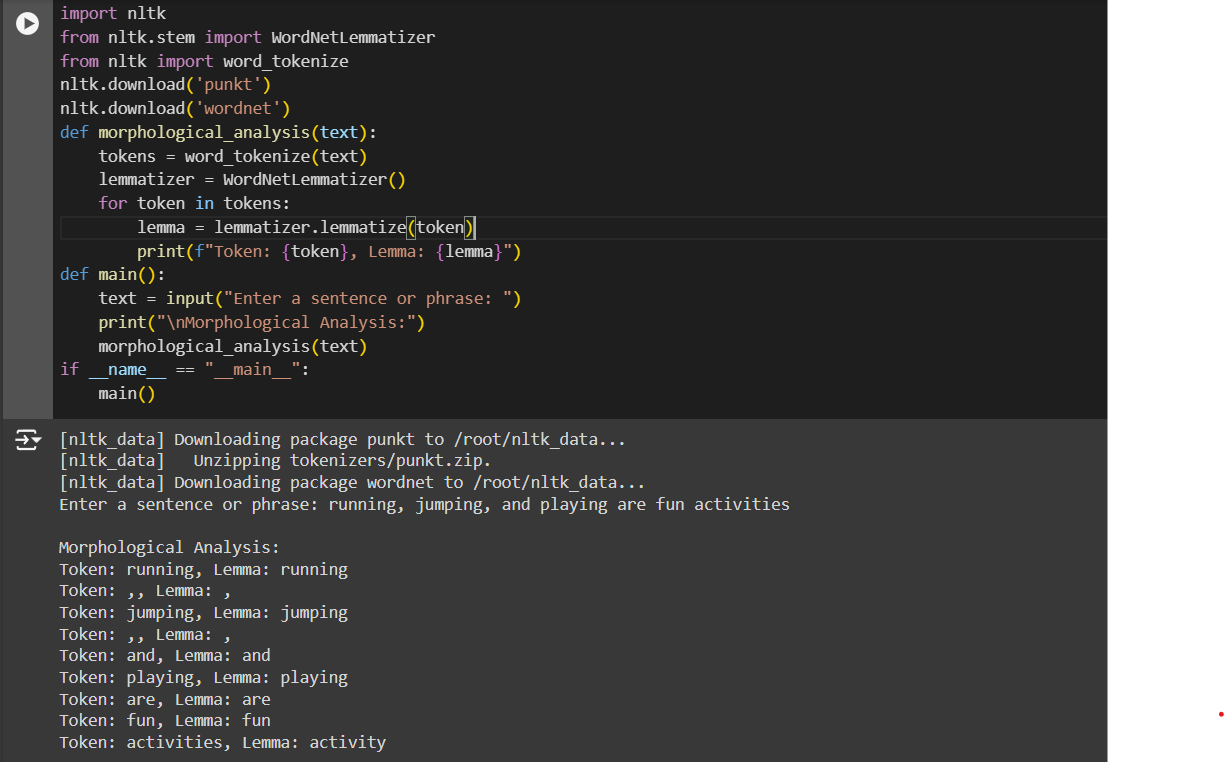 import nltk
from nltk.stem import WordNetLemmatizer
from nltk import word_tokenize
nltk.download('punkt')
nltk.download('wordnet')
def morphological_analysis(text):
    tokens = word_tokenize(text)
    lemmatizer = WordNetLemmatizer()
    for token in tokens:
        lemma = lemmatizer.lemmatize(token)
        print(f"Token: {token}, Lemma: {lemma}")
def main():
    text = input("Enter a sentence or phrase: ")
    print("\nMorphological Analysis:")
    morphological_analysis(text)
if __name__ == "__main__":
    main()
[nltk_data] Downloading package punkt to /root/nltk_data...
[nltk_data]   Unzipping tokenizers/punkt.zip.
[nltk_data] Downloading package wordnet to /root/nltk_data...
Enter a sentence or phrase: running, jumping, and playing are fun activities

Morphological Analysis:
Token: running, Lemma: running
Token: ,, Lemma: ,
Token: jumping, Lemma: jumping
Token: ,, Lemma: ,
Token: and, Lemma: and
Token: playing, Lemma: playing
Token: are, Lemma: are
Token: fun, Lemma: fun
Token: activities, Lemma: activity